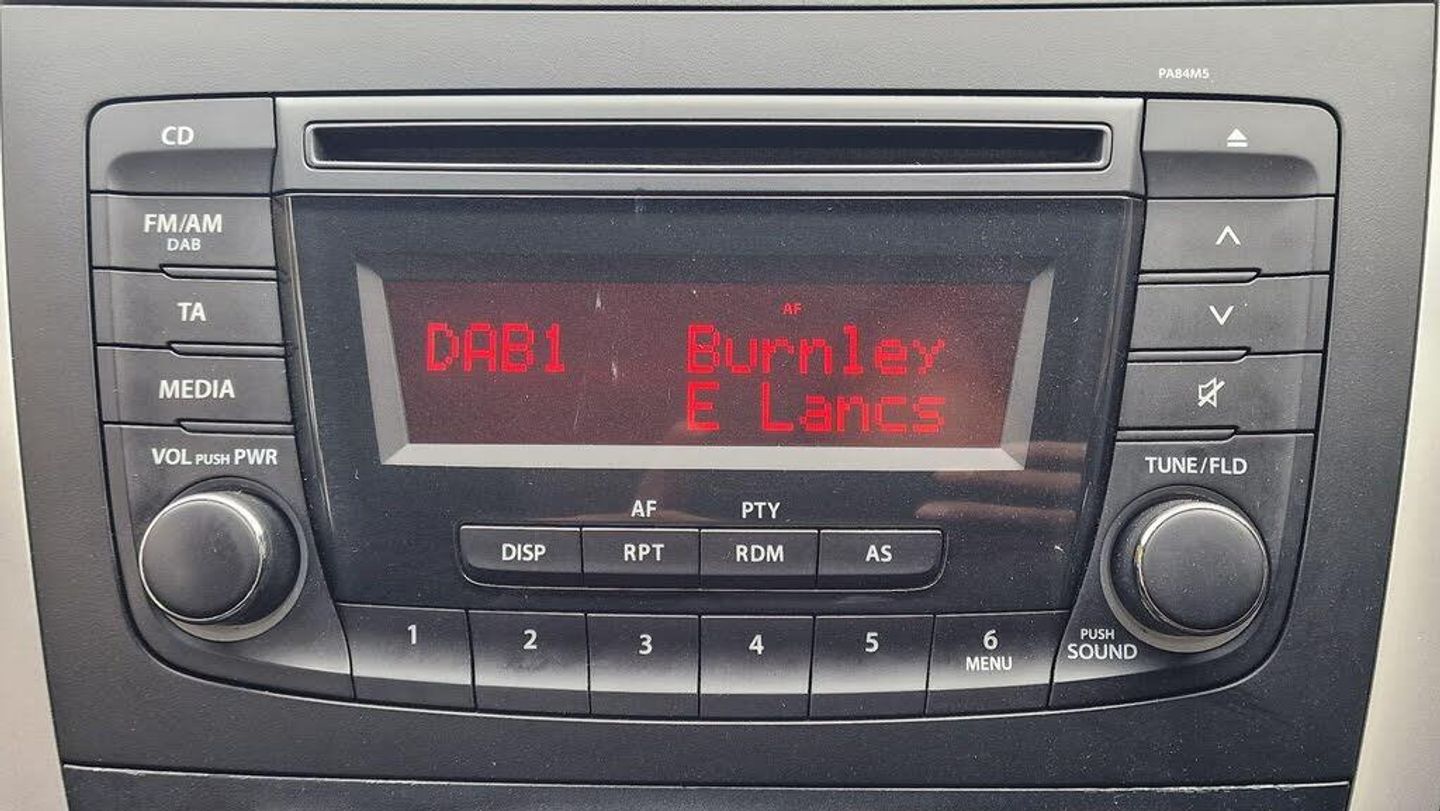 PA84M5
CD
FM/AM
DAB
TA
MEDIA
VOL PUSH PWR
AF
DAB1 Burnley
E Lancs
TUNE/FLD
AF PTY
DISP RPT RDM AS
1 2 3 4 5 6
MENU
PUSH
SOUND